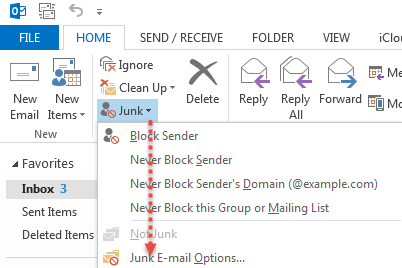 FILE HOME SEND / RECEIVE FOLDER VIEW iClou
New Email
New Items
New
Ignore
Clean Up
Junk
Delete
Reply
Reply All
Forward
Me
Mo
Block Sender
Never Block Sender
Never Block Sender's Domain (@example.com)
Never Block this Group or Mailing List
Not Junk
Junk E-mail Options...
Favorites
Inbox 3
Sent Items
Deleted Items